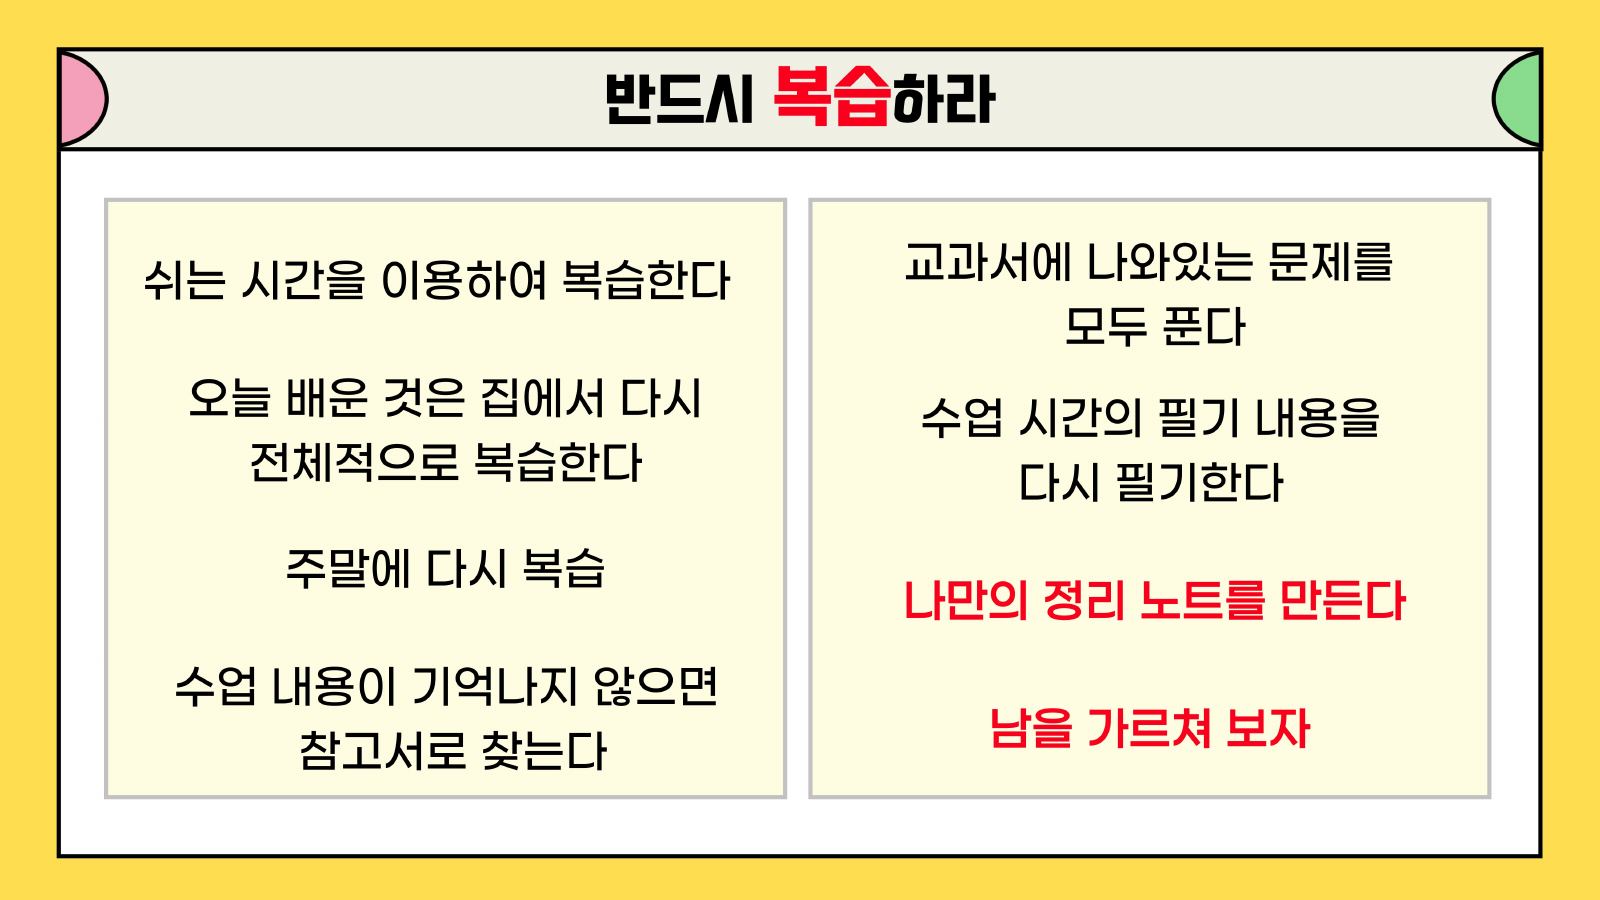 반드시 복습하라
쉬는 시간을 이용하여 복습한다
오늘 배운 것은 집에서 다시
전체적으로 복습한다
주말에 다시 복습
수업 내용이 기억나지 않으면
참고서로 찾는다
교과서에 나와있는 문제를
모두 푼다
수업 시간의 필기 내용을
다시 필기한다
나만의 정리 노트를 만든다
남을 가르쳐 보자